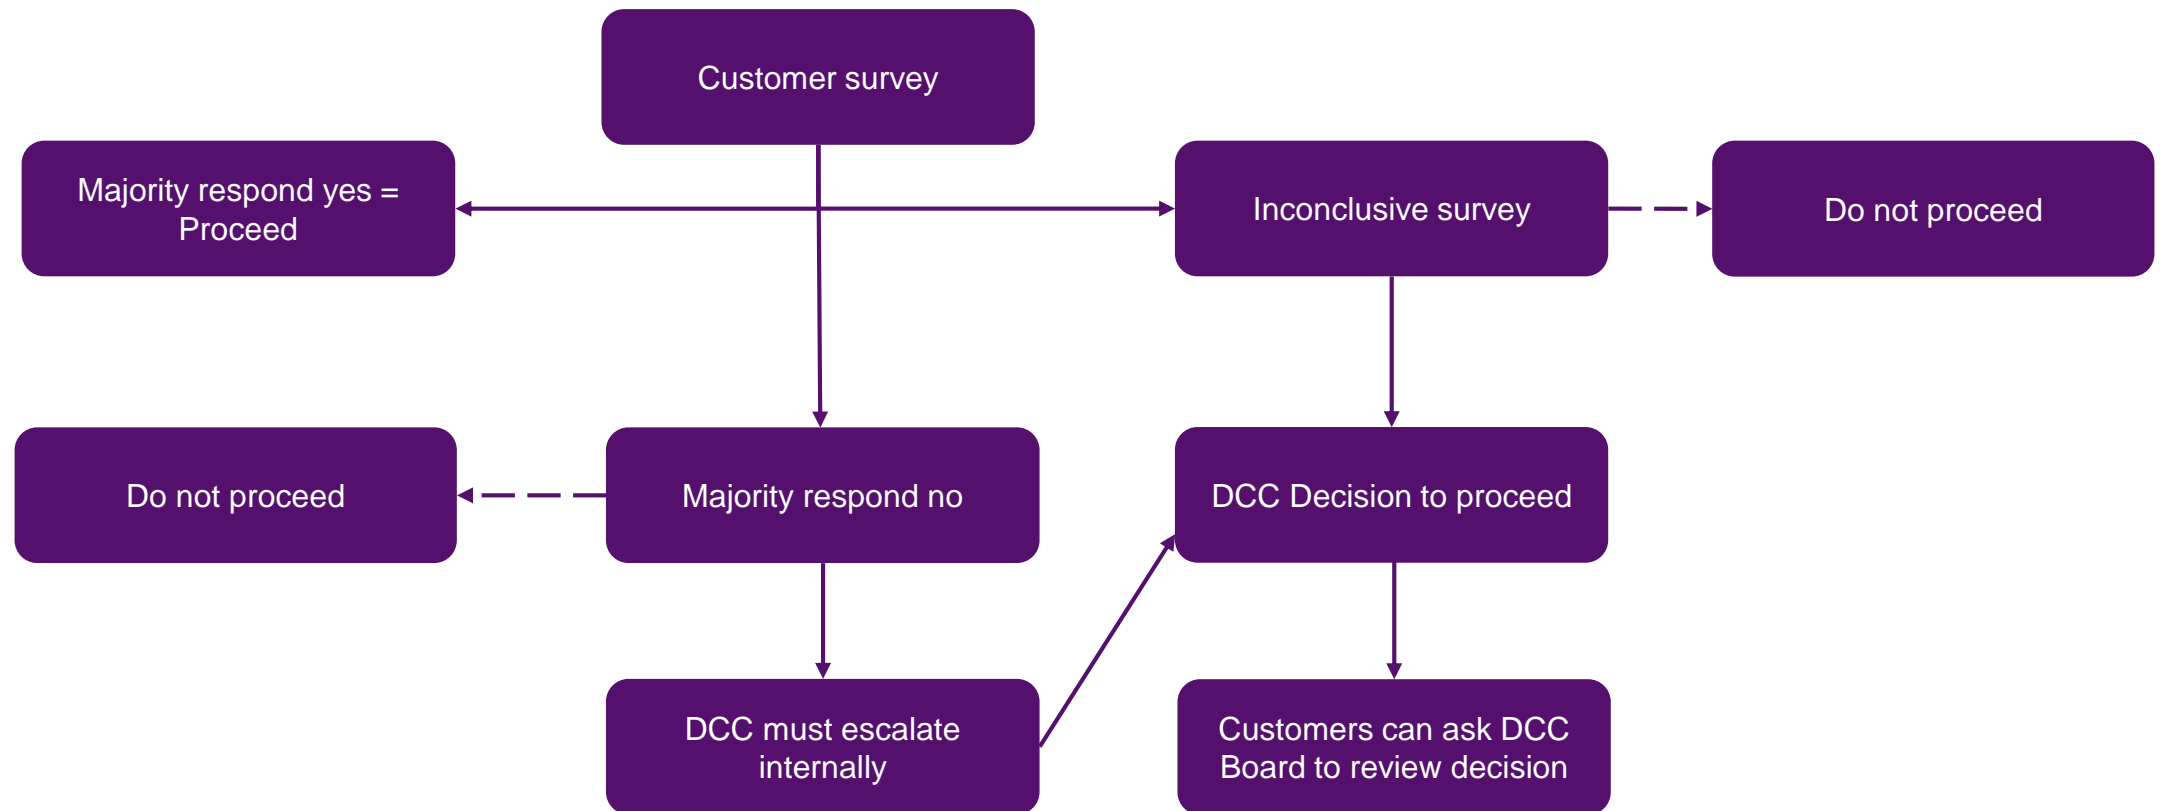 Customer survey
Majority respond yes =
Proceed
Inconclusive survey
Do not proceed
Do not proceed
Majority respond no
DCC Decision to proceed
DCC must escalate
internally
Customers can ask DCC
Board to review decision